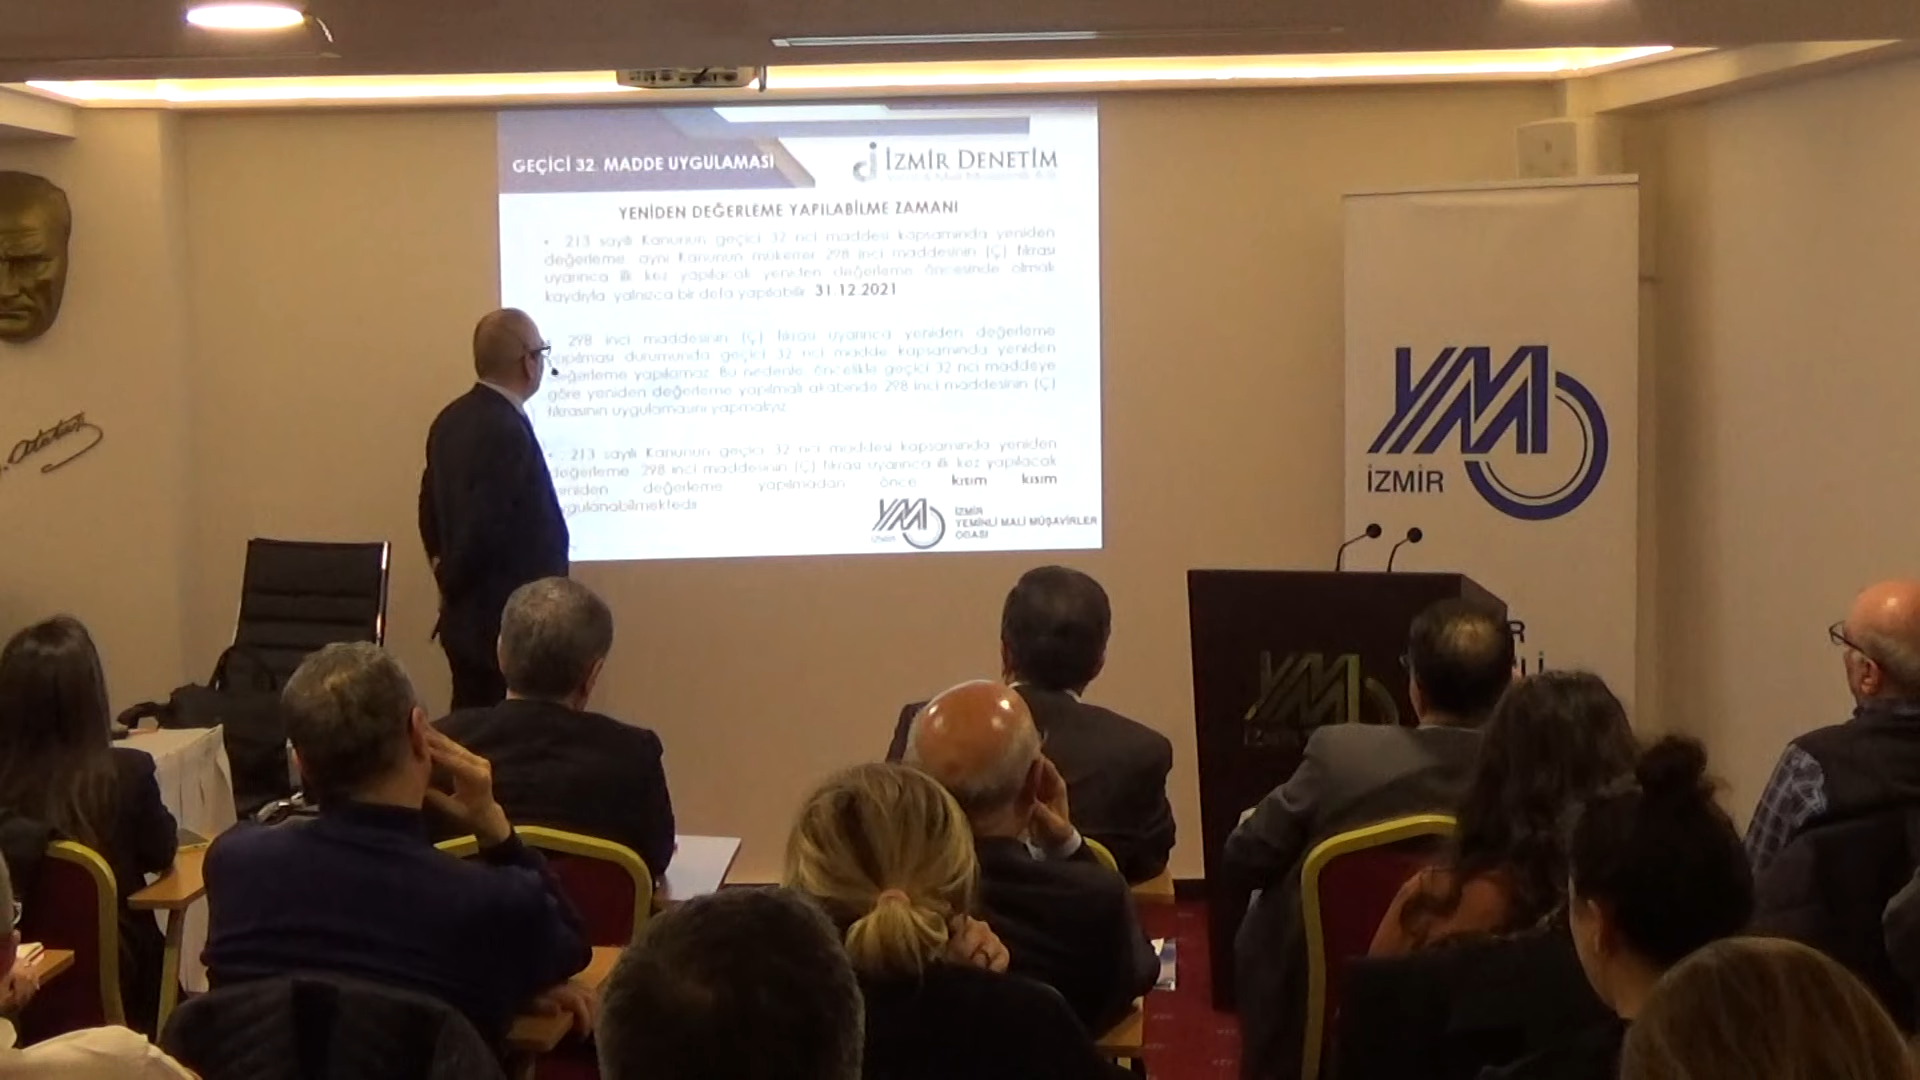 GEÇİCİ 32. MADDE UYGULAMASI
İZMİR DENETİM
YENİDEN DEĞERLEME YAPILABİLME ZAMANI
• 213 sayılı Kanunun geçici 32 nci maddesi kapsamında yeniden
değerleme, aynı Kanunun mükerrer 298 inci maddesinin (Ç) fıkrası
uyarınca ilk kez yapılacak yeniden değerleme öncesinde olmak
kaydıyla, yalnızca bir defa yapılabilir. 31.12.2021
298 inci maddesinin (Ç) fıkrası uyarınca yeniden değerleme
yapılması durumunda geçici 32 nci madde kapsamında yeniden
değerleme yapılamaz. Bu nedenle, öncelikle geçici 32 nci maddeye
göre yeniden değerleme yapılmalı akabinde 298 inci maddesinin (Ç)
fıkrasının uygulamasını yapmalıyız.
• 213 sayılı Kanunun geçici 32 nci maddesi kapsamında yeniden
değerleme, 298 inci maddesinin (Ç) fıkrası uyarınca ilk kez yapılacak
yeniden değerleme yapılmadan önce kısım kısım
ygulanabilmektedir.
YMM İZMİR
İZMİR
YEMİNLİ MALİ MÜŞAVİRLER
ODASI
Atatürk
YMM
İZMİR
YMM